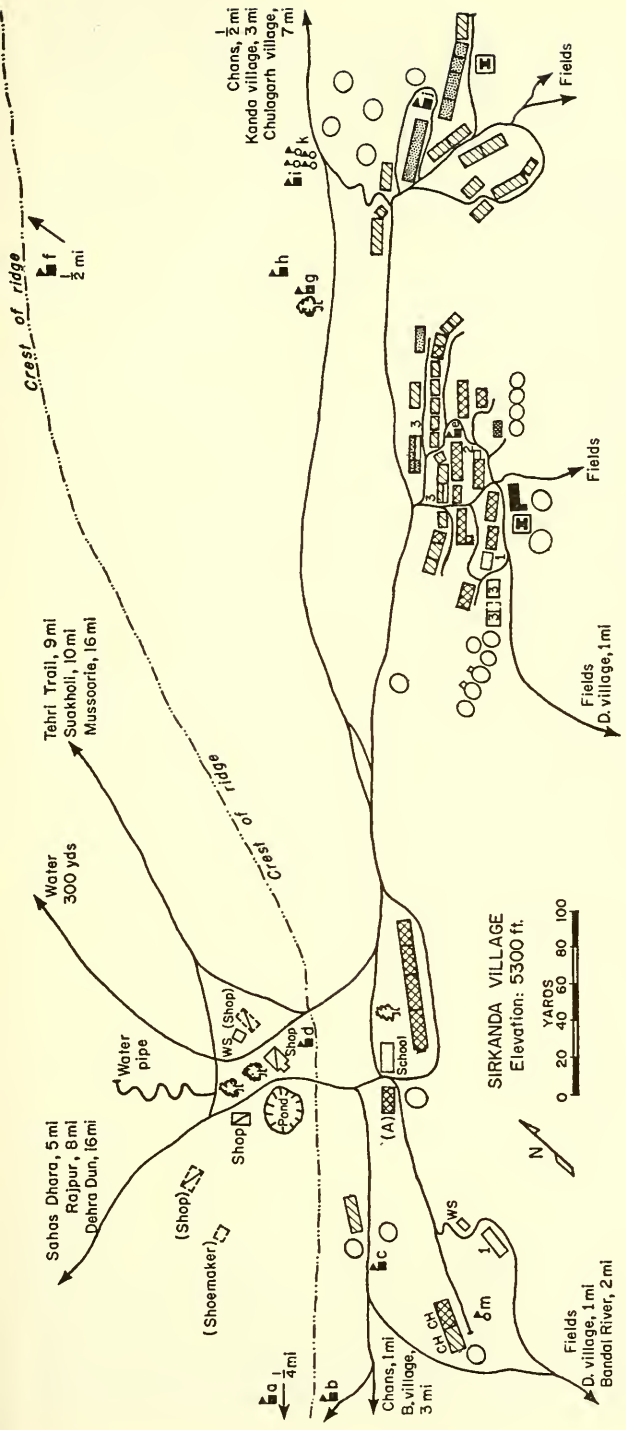 Crest of ridge
f
1/2 mi
Chans, 1/2 mi
Kanda village, 3 mi
Chulagarh village,
7 mi
Tehri Trail, 9 mi
Suakholi, 10 mi
Mussoorie, 16 mi
Water
300 yds
Water
pipe
Sahas Dhara, 5 mi
Rajpur, 8 mi
Dehra Dun, 16 mi
Crest of ridge
i
k
h
g
j
H
Fields
WS
(Shop)
Shop
d
Shop
Pond
(Shop)
(Shoemaker)
a
1/4 mi
b
Chans, 1 mi
B. village,
3 mi
c
(A)
School
3
3
e
2
1
3
3
H
Fields
Fields
D. village, 1 mi
WS
1
CH
CH
m
Fields
D. village, 1 mi
Bandal River, 2 mi
N
SIRKANDA VILLAGE
Elevation: 5300 ft.
YARDS
0 20 40 60 80 100